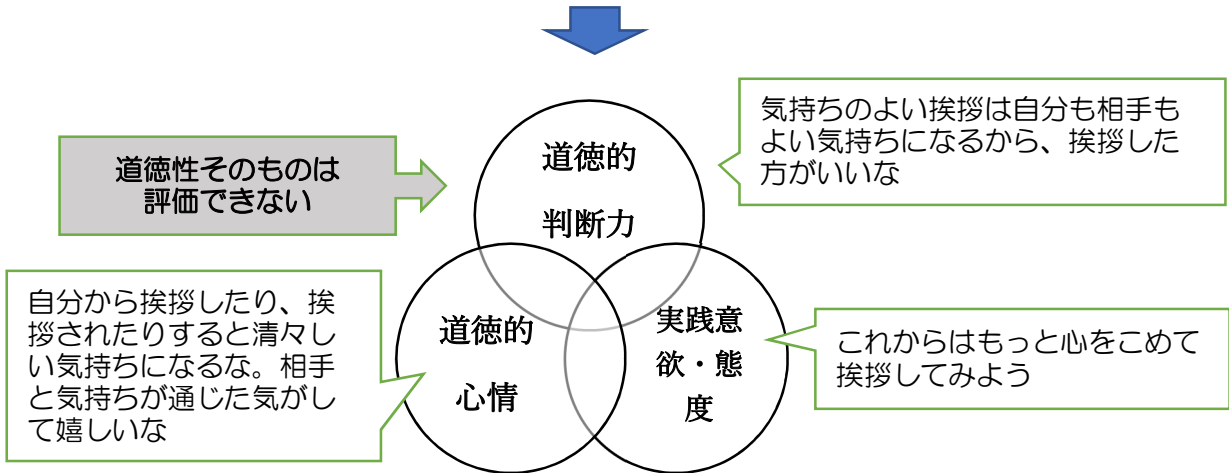 気持ちのよい挨拶は自分も相手も
よい気持ちになるから、挨拶した
方がいいな
道徳的
判断力
道徳性そのものは
評価できない
自分から挨拶したり、挨
拶されたりすると清々し
い気持ちになるな。相手
と気持ちが通じた気がし
て嬉しいな
道徳的
心情
実践意
欲・態
度
これからはもっと心をこめて
挨拶してみよう